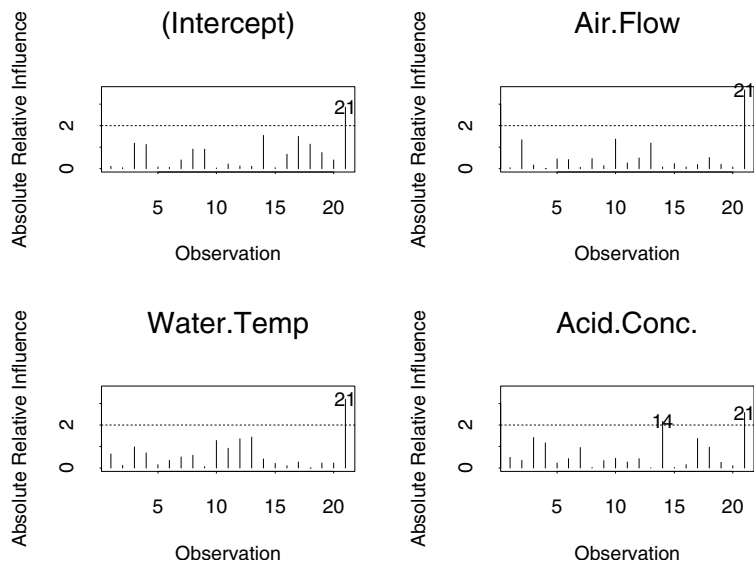 (Intercept)
Absolute Relative Influence
0 2
21
5 10 15 20
Observation
Air.Flow
Absolute Relative Influence
0 2
21
5 10 15 20
Observation
Water.Temp
Absolute Relative Influence
0 2
21
5 10 15 20
Observation
Acid.Conc.
Absolute Relative Influence
0 2
14 21
5 10 15 20
Observation